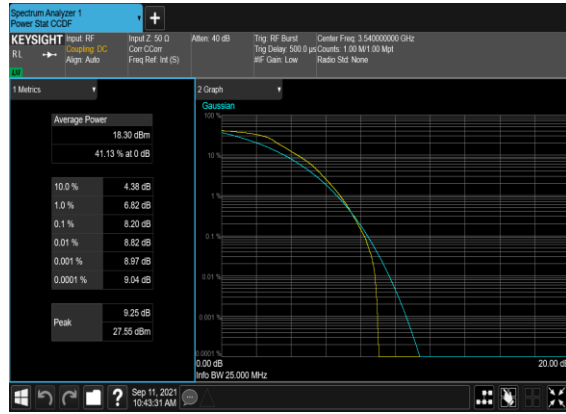 Spectrum Analyzer 1
Power Stat CCDF
+
KEYSIGHT
RL
Input: RF
Coupling: DC
Align: Auto
Input Z: 50 Ω
Corr CCorr
Freq Ref: Int (S)
Atten: 40 dB
Trig: RF Burst
Trig Delay: 500.0 µs
#IF Gain: Low
Center Freq: 3.540000000 GHz
Counts: 1.00 M/1.00 Mpt
Radio Std: None
1 Metrics
Average Power
18.30 dBm
41.13 % at 0 dB
10.0 % 4.38 dB
1.0 % 6.82 dB
0.1 % 8.20 dB
0.01 % 8.82 dB
0.001 % 8.97 dB
0.0001 % 9.04 dB
Peak
9.25 dB
27.55 dBm
2 Graph
Gaussian
100 %
10 %
1 %
0.1 %
0.01 %
0.001 %
0.0001 %
0.00 dB
20.00 dB
Info BW 25.000 MHz
?
Sep 11, 2021
10:43:31 AM